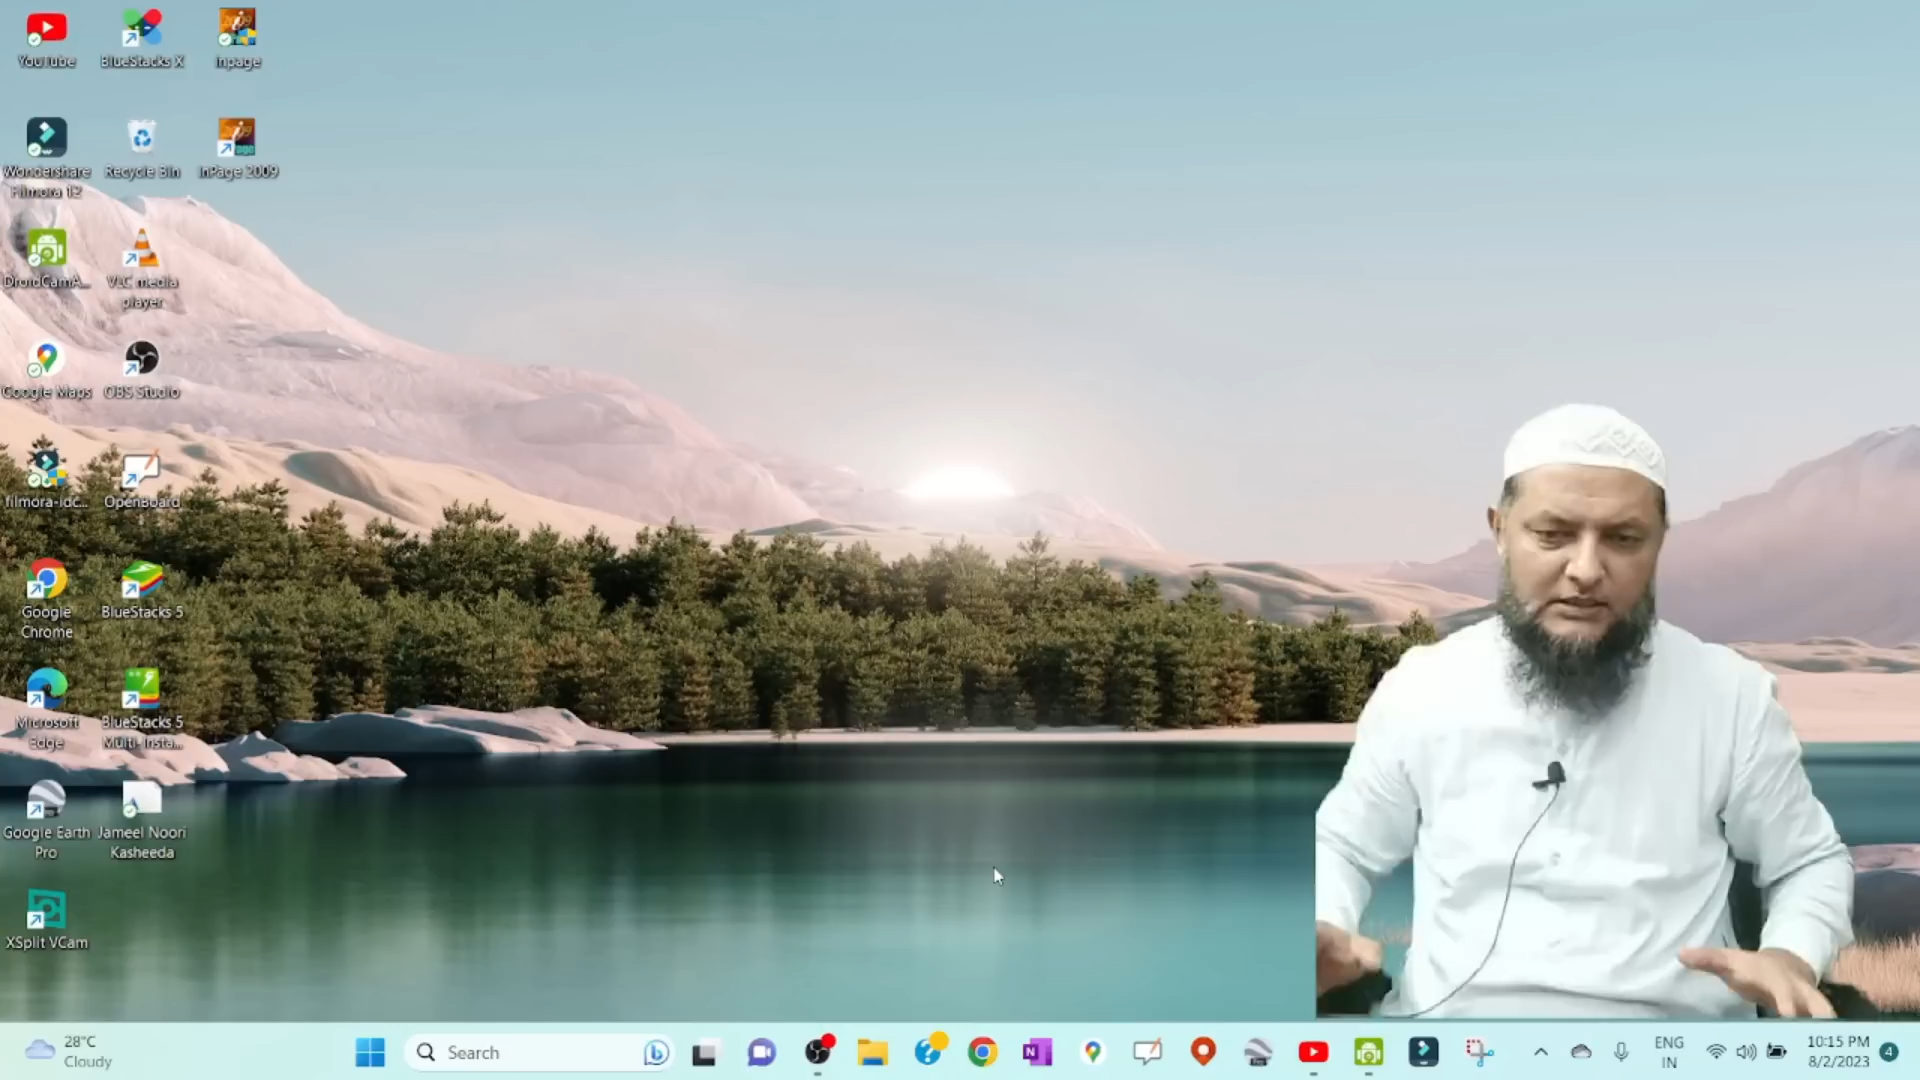 YouTube
BlueStacks X
Inpage
Wondershare
Filmora 12
Recycle Bin
InPage 2009
DroidCamA...
VLC media
player
Google Maps
OBS Studio
filmora-idc...
OpenBoard
Google
Chrome
BlueStacks 5
Microsoft
Edge
BlueStacks 5
Multi-Insta...
Google Earth
Pro
Jameel Noori
Kasheeda
XSplit VCam
28°C
Cloudy
Search
ENG
IN
10:15 PM
8/2/2023
4